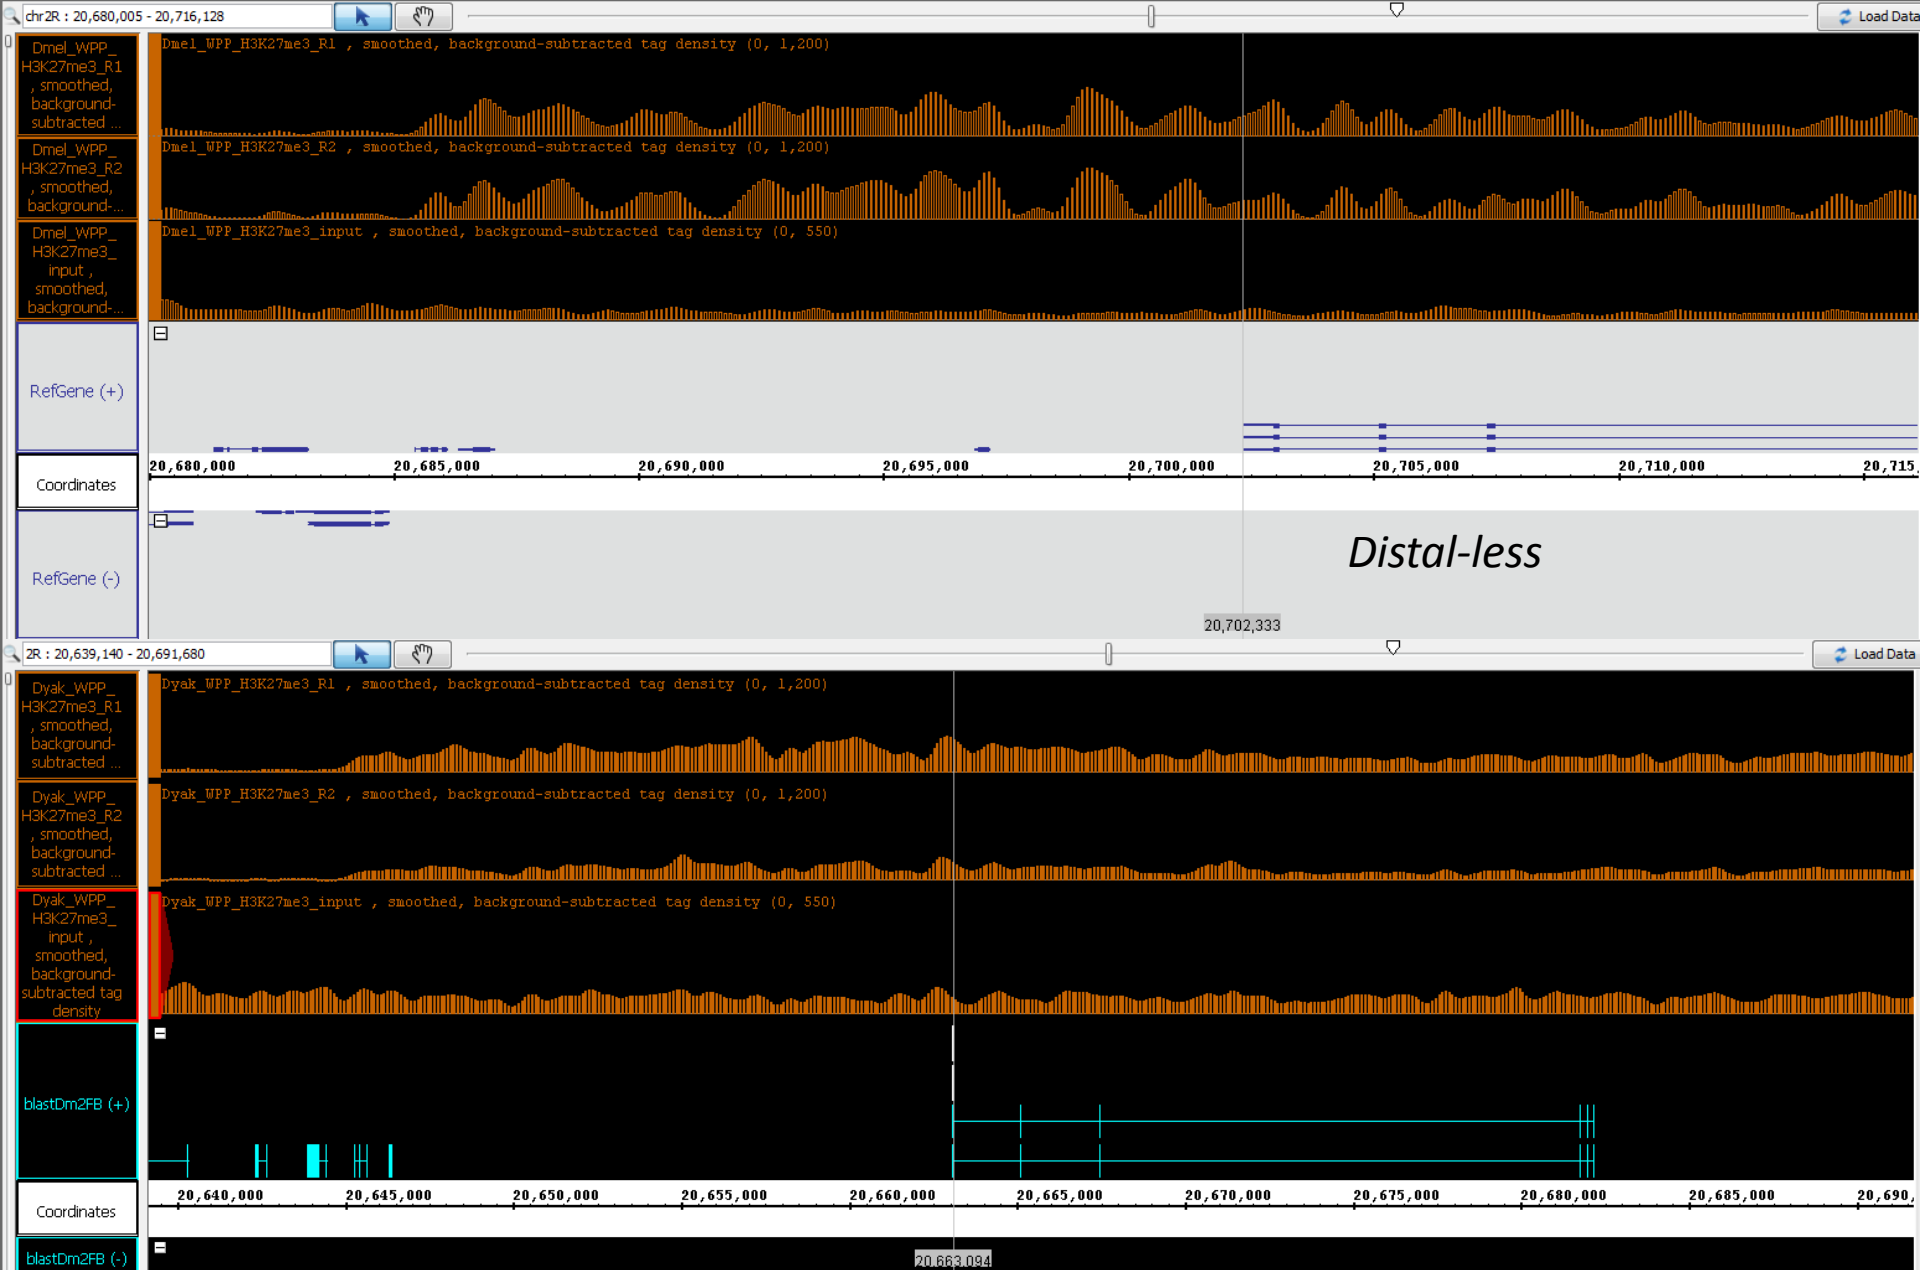 chr2R : 20,680,005 - 20,716,128
Load Data
Dmel_WPP_
H3K27me3_R1
, smoothed,
background-
subtracted ...
Dmel_WPP_H3K27me3_R1 , smoothed, background-subtracted tag density (0, 1,200)
Dmel_WPP_
H3K27me3_R2
, smoothed,
background-...
Dmel_WPP_H3K27me3_R2 , smoothed, background-subtracted tag density (0, 1,200)
Dmel_WPP_
H3K27me3_
input ,
smoothed,
background-...
Dmel_WPP_H3K27me3_input , smoothed, background-subtracted tag density (0, 550)
RefGene (+)
Coordinates
20,680,000 20,685,000 20,690,000 20,695,000 20,700,000 20,705,000 20,710,000 20,715,
RefGene (-)
Distal-less
20,702,333
2R : 20,639,140 - 20,691,680
Load Data
Dyak_WPP_
H3K27me3_R1
, smoothed,
background-
subtracted ...
Dyak_WPP_H3K27me3_R1 , smoothed, background-subtracted tag density (0, 1,200)
Dyak_WPP_
H3K27me3_R2
, smoothed,
background-
subtracted ...
Dyak_WPP_H3K27me3_R2 , smoothed, background-subtracted tag density (0, 1,200)
Dyak_WPP_
H3K27me3_
input ,
smoothed,
background-
subtracted tag
density
Dyak_WPP_H3K27me3_input , smoothed, background-subtracted tag density (0, 550)
blastDm2FB (+)
Coordinates
20,640,000 20,645,000 20,650,000 20,655,000 20,660,000 20,665,000 20,670,000 20,675,000 20,680,000 20,685,000 20,690,
blastDm2FB (-)
20,663,094